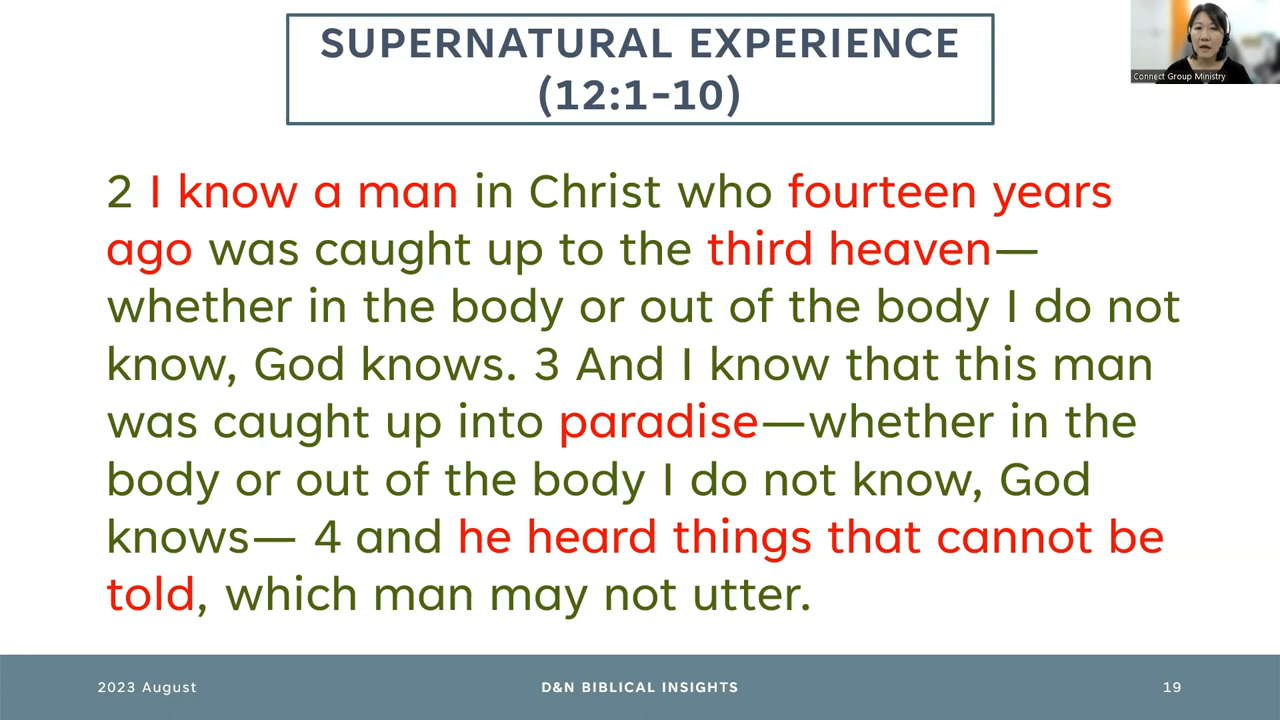 SUPERNATURAL EXPERIENCE
(12:1-10)
Connect Group Ministry
2 I know a man in Christ who fourteen years
ago was caught up to the third heaven—
whether in the body or out of the body I do not
know, God knows. 3 And I know that this man
was caught up into paradise—whether in the
body or out of the body I do not know, God
knows— 4 and he heard things that cannot be
told, which man may not utter.
2023 August
D&N BIBLICAL INSIGHTS
19